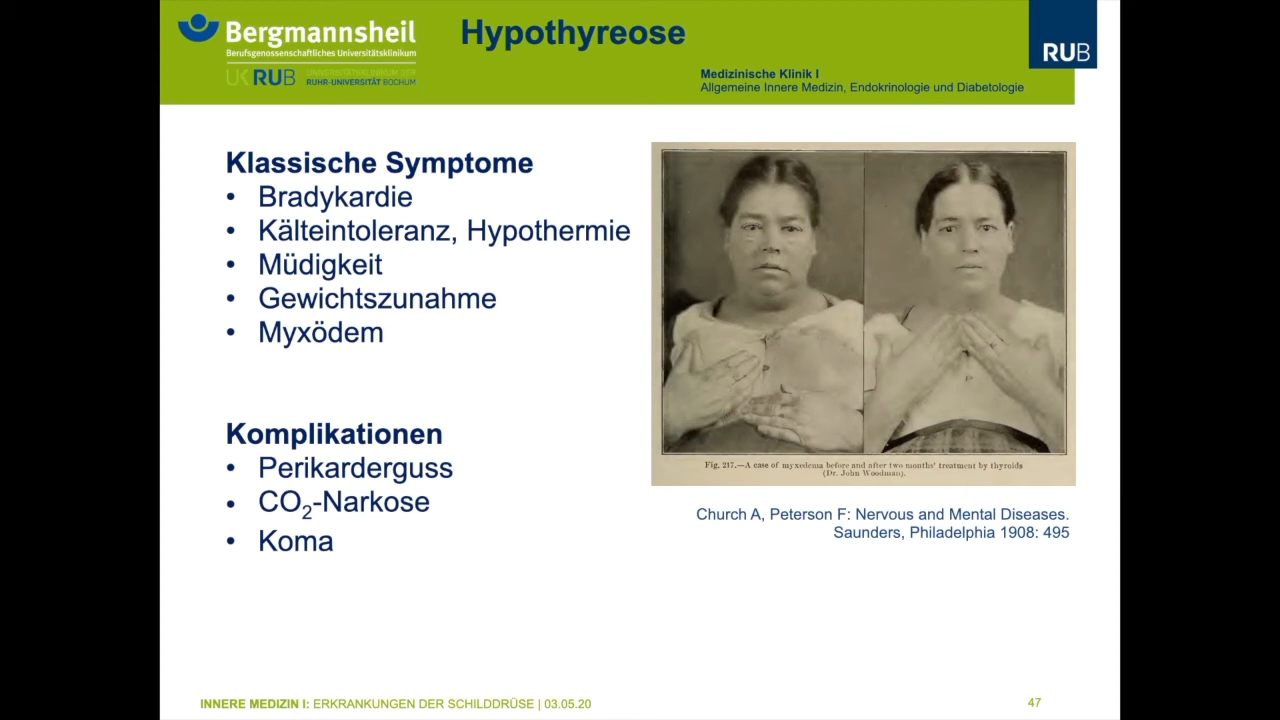 Bergmannsheil
Berufsgenossenschaftliches Universitätsklinikum
UK RUB
UNIVERSITÄTSKLINIKUM DER
RUHR-UNIVERSITÄT BOCHUM
Hypothyreose
Medizinische Klinik I
Allgemeine Innere Medizin, Endokrinologie und Diabetologie
RUB
Klassische Symptome
• Bradykardie
• Kälteintoleranz, Hypothermie
• Müdigkeit
• Gewichtszunahme
• Myxödem
Komplikationen
• Perikarderguss
• CO₂-Narkose
• Koma
Fig. 217.—A case of myxedema before and after two months' treatment by thyroids
(Dr. John Woodman).
Church A, Peterson F: Nervous and Mental Diseases.
Saunders, Philadelphia 1908: 495
INNERE MEDIZIN I: ERKRANKUNGEN DER SCHILDDRÜSE | 03.05.20
47